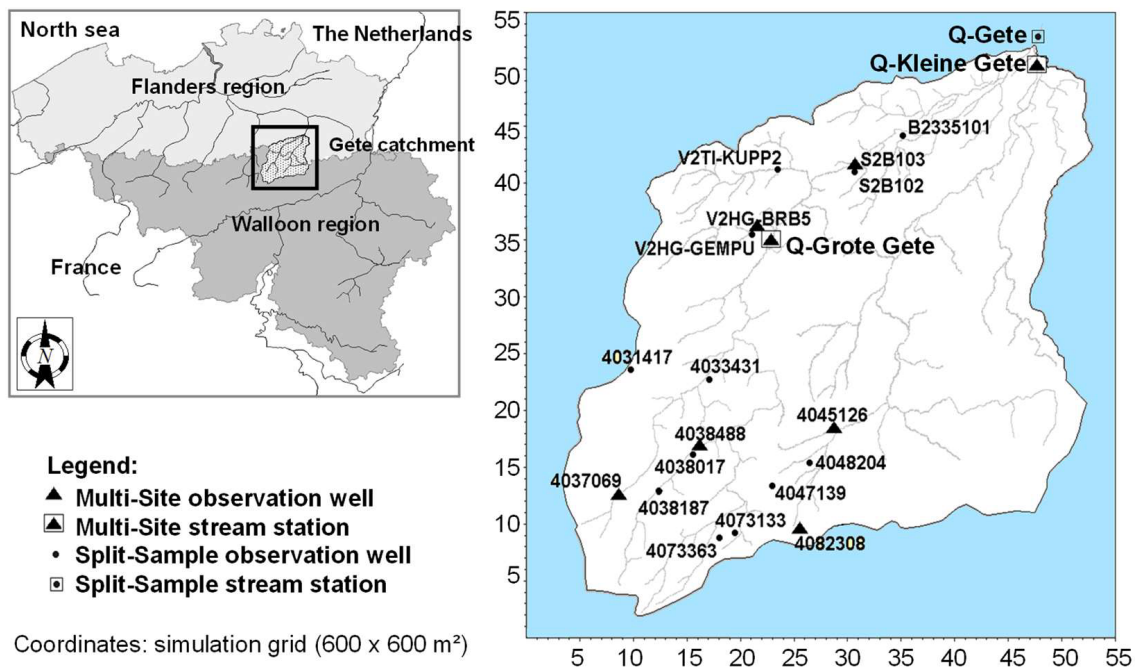 North sea
The Netherlands
Flanders region
Gete catchment
Walloon region
France
N
Legend:
Multi-Site observation well
Multi-Site stream station
Split-Sample observation well
Split-Sample stream station
Coordinates: simulation grid (600 x 600 m²)
55
50
45
40
35
30
25
20
15
10
5
Q-Gete
Q-Kleine Gete
B2335101
V2TI-KUPP2
S2B103
S2B102
V2HG-BRB5
V2HG-GEMPU
Q-Grote Gete
4031417
4033431
4045126
4038488
4038017
4048204
4037069
4047139
4038187
4073133
4073363
4082308
5 10 15 20 25 30 35 40 45 50 55